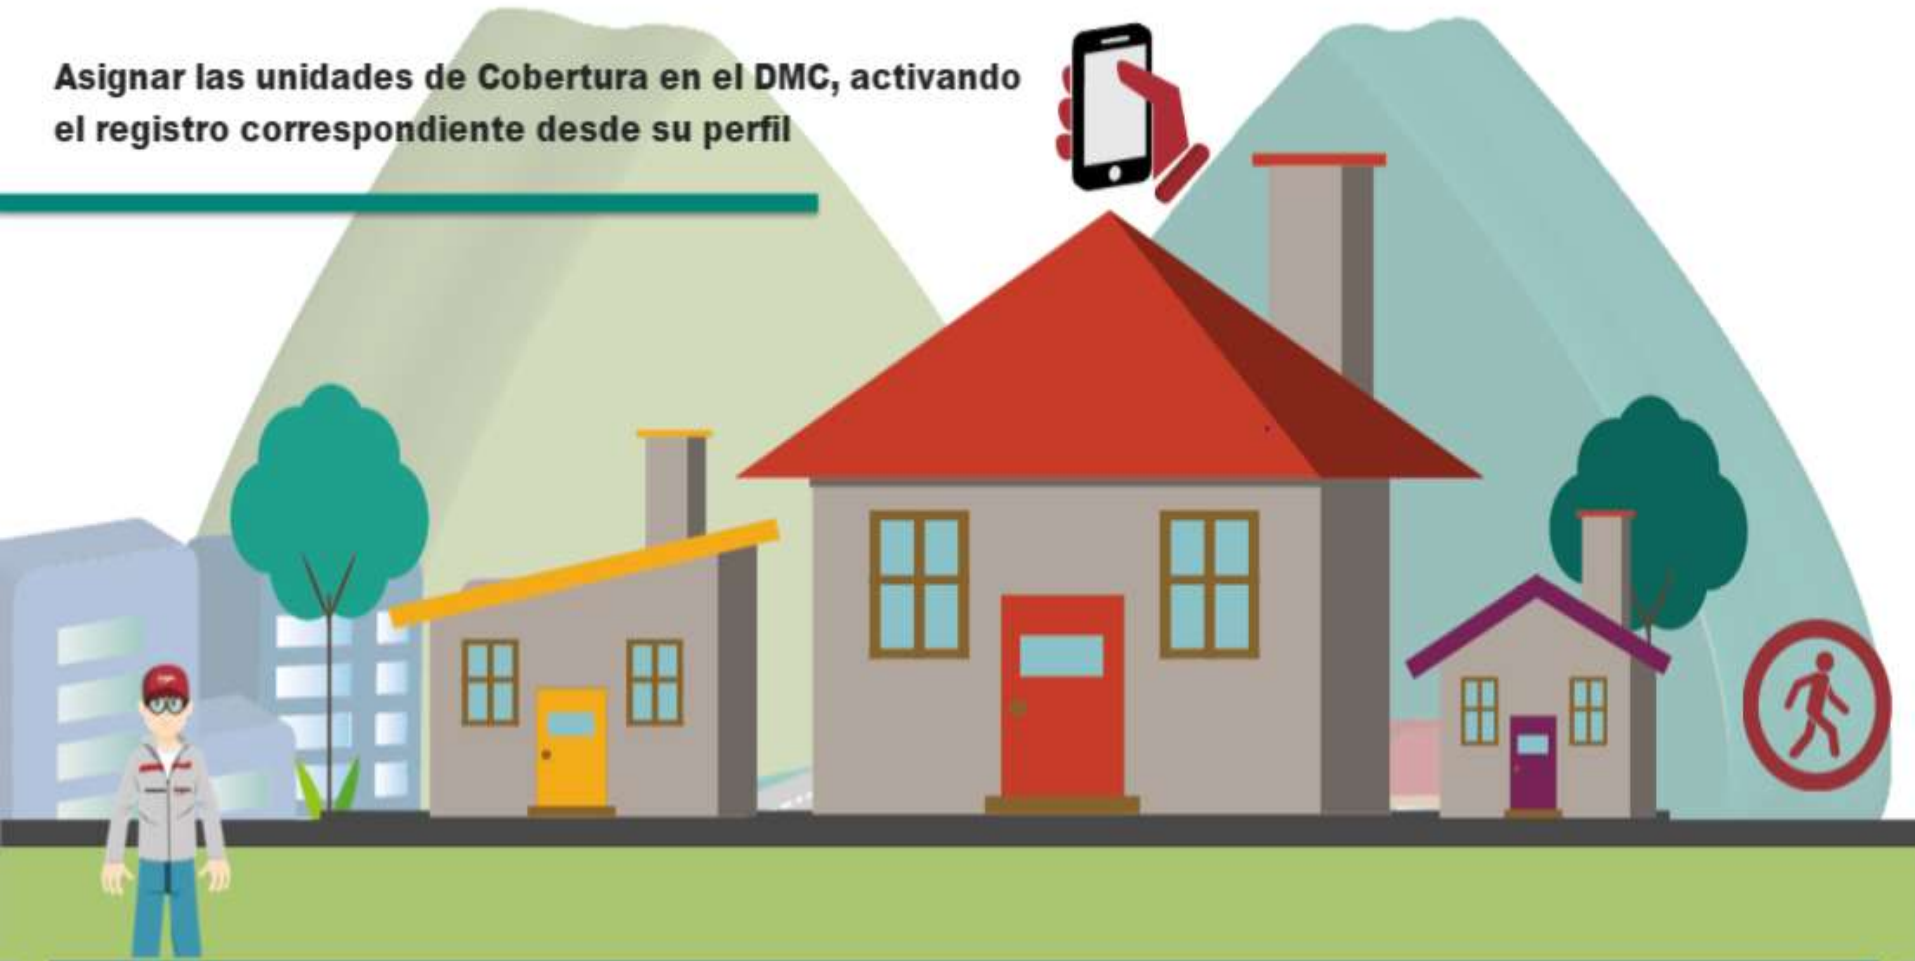 Asignar las unidades de Cobertura en el DMC, activando
el registro correspondiente desde su perfil